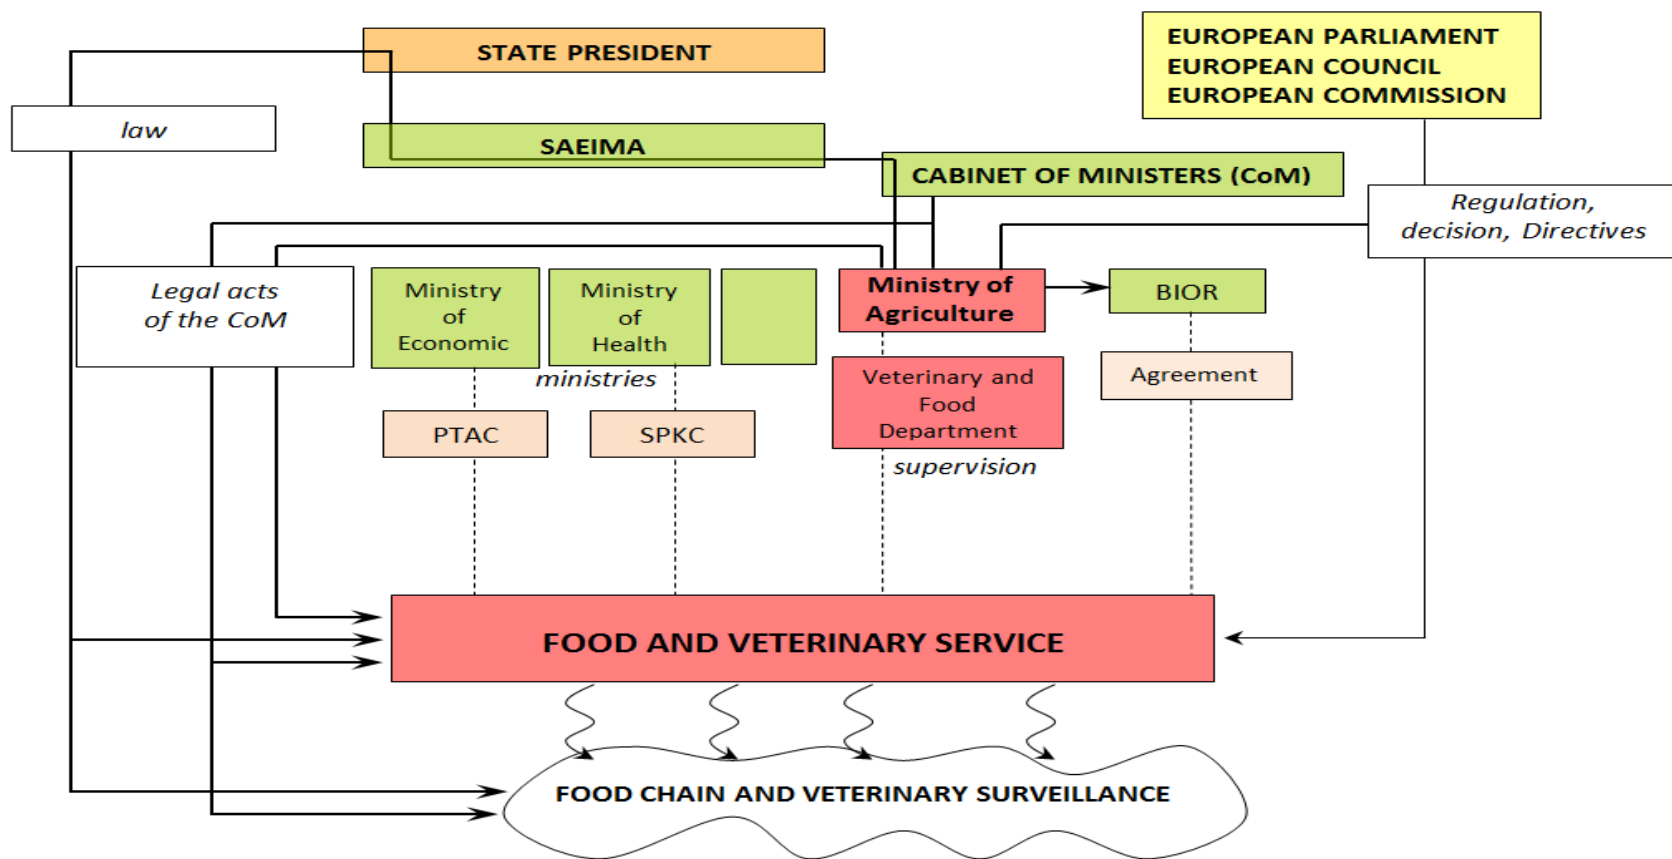 STATE PRESIDENT
EUROPEAN PARLIAMENT
EUROPEAN COUNCIL
EUROPEAN COMMISSION
law
SAEIMA
CABINET OF MINISTERS (CoM)
Regulation,
decision, Directives
Legal acts
of the CoM
Ministry
of
Economic
Ministry
of
Health
ministries
Ministry of
Agriculture
BIOR
Veterinary and
Food
Department
supervision
Agreement
PTAC
SPKC
FOOD AND VETERINARY SERVICE
FOOD CHAIN AND VETERINARY SURVEILLANCE